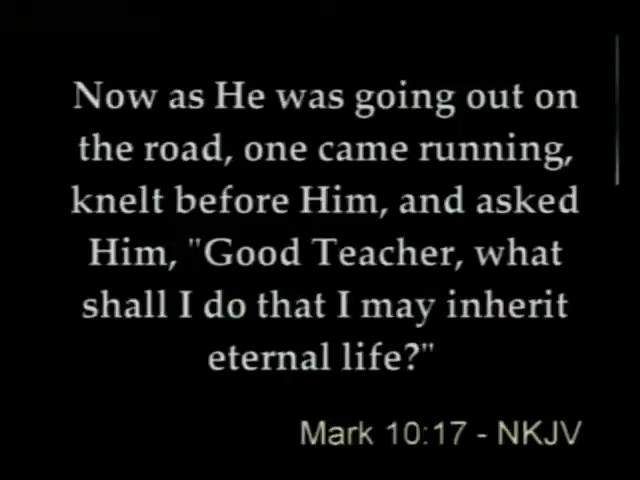 Now as He was going out on
the road, one came running,
knelt before Him, and asked
Him, "Good Teacher, what
shall I do that I may inherit
eternal life?"
Mark 10:17 - NKJV